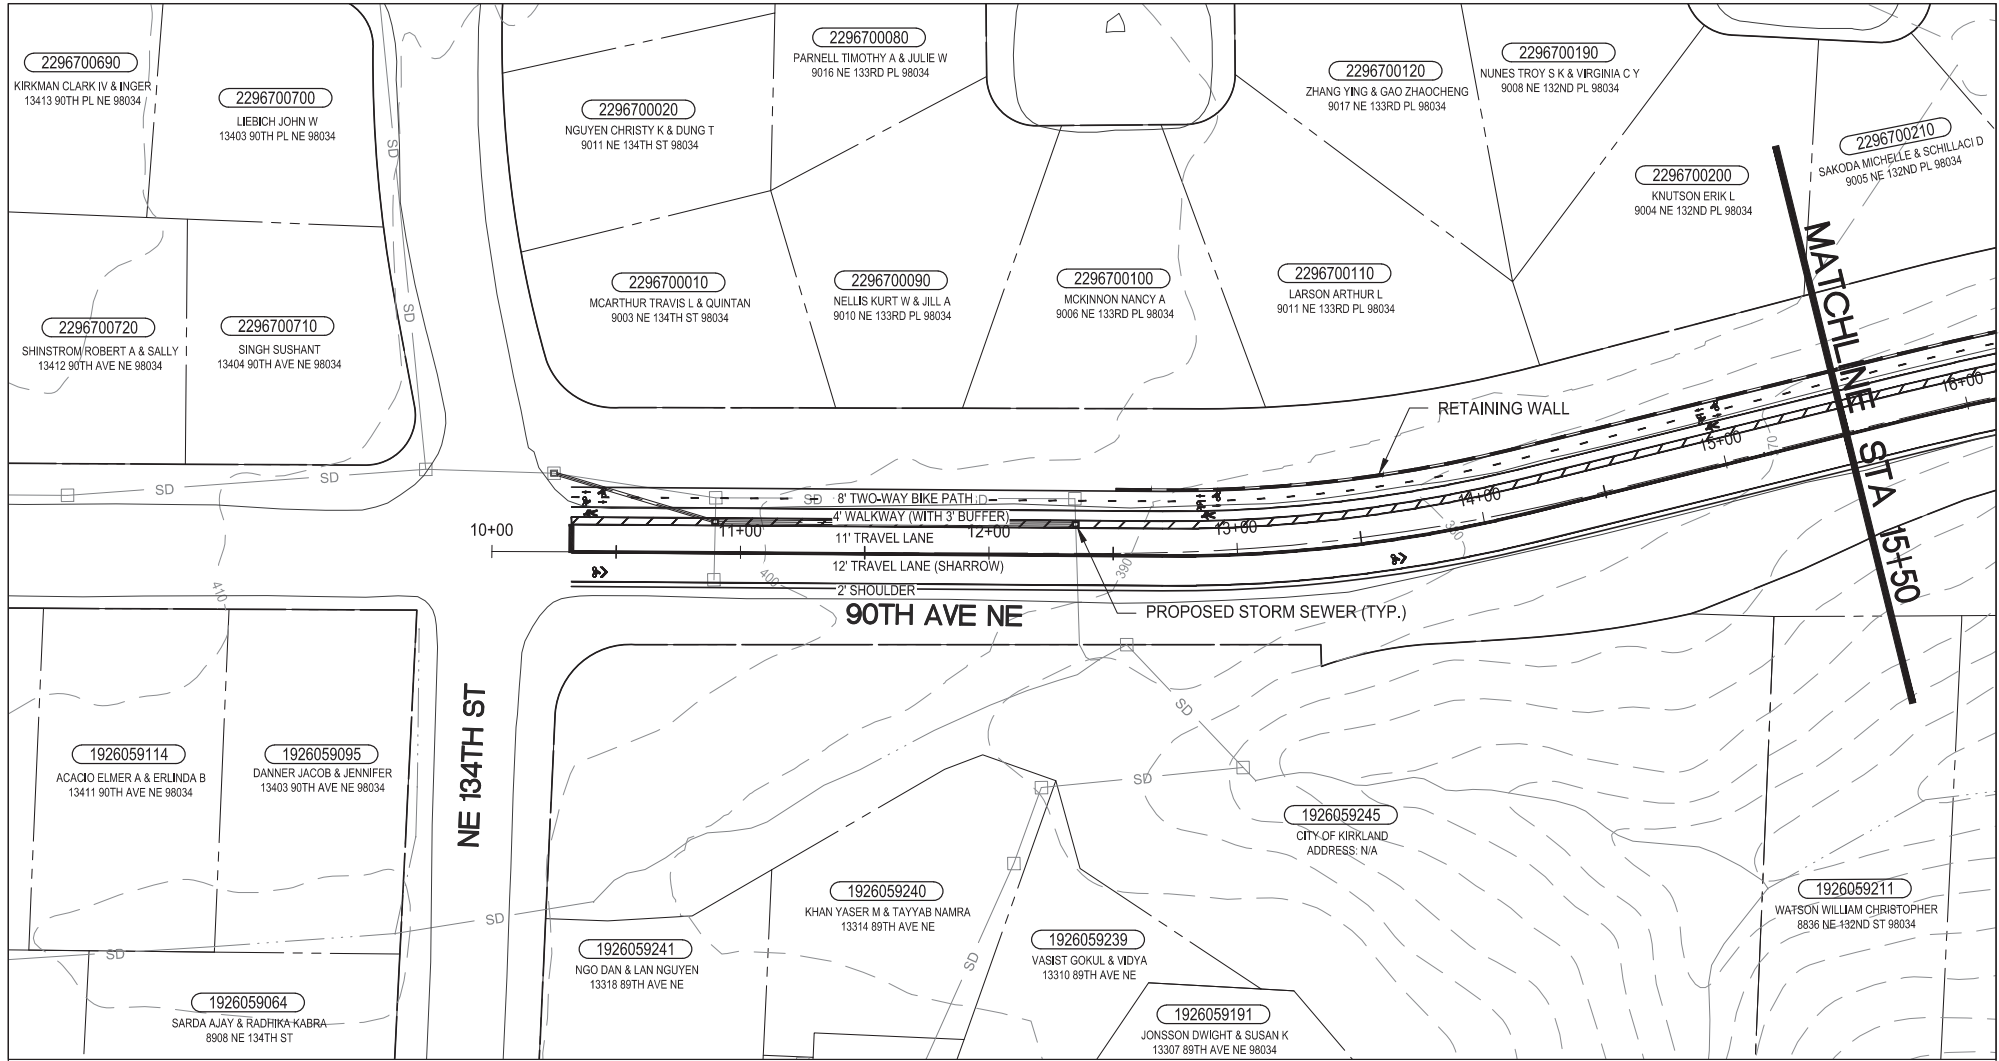 2296700690
KIRKMAN CLARK IV & INGER
13413 90TH PL NE 98034
2296700700
LIEBICH JOHN W
13403 90TH PL NE 98034
2296700020
NGUYEN CHRISTY K & DUNG T
9011 NE 134TH ST 98034
2296700080
PARNELL TIMOTHY A & JULIE W
9016 NE 133RD PL 98034
2296700120
ZHANG YING & GAO ZHAOCHENG
9017 NE 133RD PL 98034
2296700190
NUNES TROY S K & VIRGINIA C Y
9008 NE 132ND PL 98034
2296700210
SAKODA MICHELLE & SCHILLACI D
9005 NE 132ND PL 98034
2296700200
KNUTSON ERIK L
9004 NE 132ND PL 98034
SD
SD
2296700720
SHINSTROM ROBERT A & SALLY
13412 90TH AVE NE 98034
2296700710
SINGH SUSHANT
13404 90TH AVE NE 98034
2296700010
MCARTHUR TRAVIS L & QUINTAN
9003 NE 134TH ST 98034
2296700090
NELLIS KURT W & JILL A
9010 NE 133RD PL 98034
2296700100
MCKINNON NANCY A
9006 NE 133RD PL 98034
2296700110
LARSON ARTHUR L
9011 NE 133RD PL 98034
MATCHLINE STA 15+50
RETAINING WALL
SD
SD
SD
SD
8' TWO-WAY BIKE PATH
4' WALKWAY (WITH 3' BUFFER)
10+00
11+00
12+00
13+00
14+00
15+00
16+00
11' TRAVEL LANE
12' TRAVEL LANE (SHARROW)
2' SHOULDER
90TH AVE NE
PROPOSED STORM SEWER (TYP.)
410
400
390
380
370
NE 134TH ST
SD
SD
SD
SD
SD
1926059114
ACACIO ELMER A & ERLINDA B
13411 90TH AVE NE 98034
1926059095
DANNER JACOB & JENNIFER
13403 90TH AVE NE 98034
1926059245
CITY OF KIRKLAND
ADDRESS: N/A
1926059240
KHAN YASER M & TAYYAB NAMRA
13314 89TH AVE NE
1926059211
WATSON WILLIAM CHRISTOPHER
8836 NE 132ND ST 98034
1926059241
NGO DAN & LAN NGUYEN
13318 89TH AVE NE
1926059239
VASIST GOKUL & VIDYA
13310 89TH AVE NE
1926059064
SARDA AJAY & RADHIKA KABRA
8908 NE 134TH ST
1926059191
JONSSON DWIGHT & SUSAN K
13307 89TH AVE NE 98034